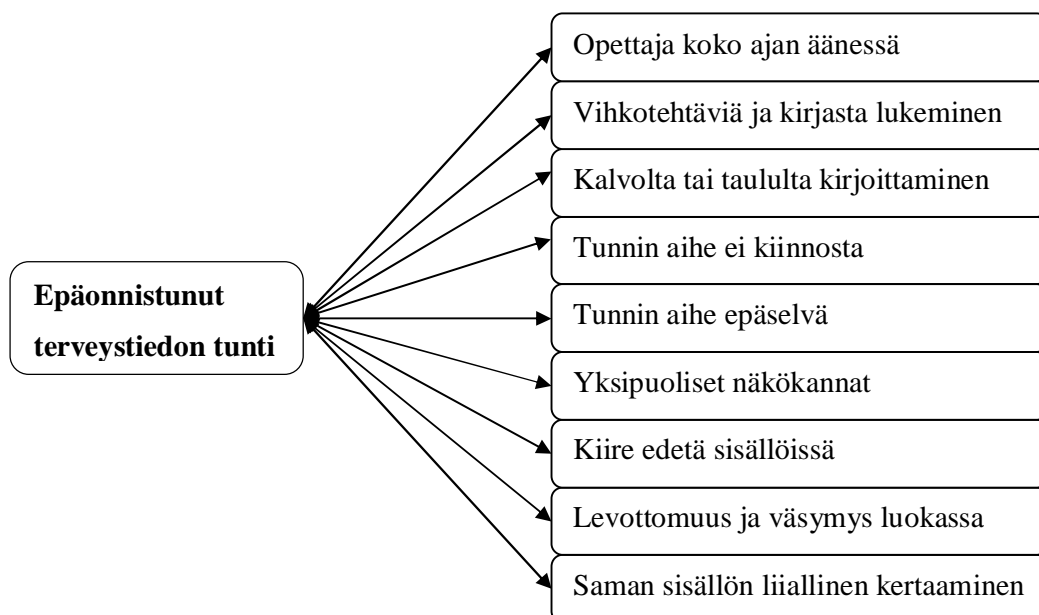 Opettaja koko ajan äänessä
Vihkotehtäviä ja kirjasta lukeminen
Kalvolta tai taululta kirjoittaminen
Tunnin aihe ei kiinnosta
Epäonnistunut
terveystiedon tunti
Tunnin aihe epäselvä
Yksipuoliset näkökannat
Kiire edetä sisällöissä
Levottomuus ja väsymys luokassa
Saman sisällön liiallinen kertaaminen